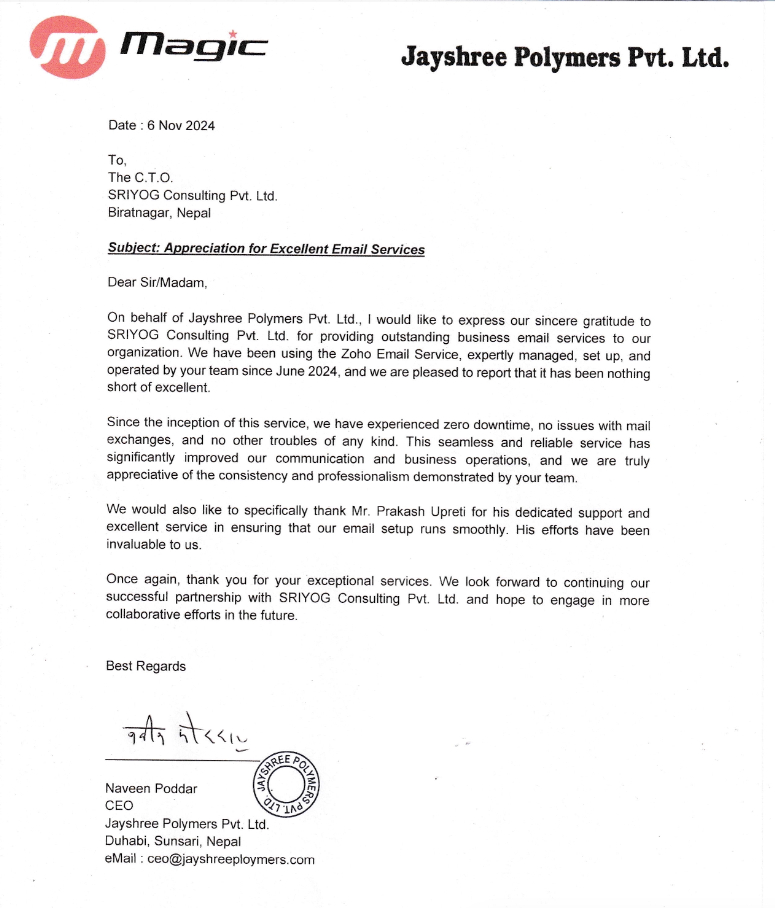 Magic
Jayshree Polymers Pvt. Ltd.
Date : 6 Nov 2024
To,
The C.T.O.
SRIYOG Consulting Pvt. Ltd.
Biratnagar, Nepal
Subject: Appreciation for Excellent Email Services
Dear Sir/Madam,
On behalf of Jayshree Polymers Pvt. Ltd., I would like to express our sincere gratitude to
SRIYOG Consulting Pvt. Ltd. for providing outstanding business email services to our
organization. We have been using the Zoho Email Service, expertly managed, set up, and
operated by your team since June 2024, and we are pleased to report that it has been nothing
short of excellent.
Since the inception of this service, we have experienced zero downtime, no issues with mail
exchanges, and no other troubles of any kind. This seamless and reliable service has
significantly improved our communication and business operations, and we are truly
appreciative of the consistency and professionalism demonstrated by your team.
We would also like to specifically thank Mr. Prakash Upreti for his dedicated support and
excellent service in ensuring that our email setup runs smoothly. His efforts have been
invaluable to us.
Once again, thank you for your exceptional services. We look forward to continuing our
successful partnership with SRIYOG Consulting Pvt. Ltd. and hope to engage in more
collaborative efforts in the future.
Best Regards
JAYSHREE POLYMERS PVT. LTD.
Naveen Poddar
CEO
Jayshree Polymers Pvt. Ltd.
Duhabi, Sunsari, Nepal
eMail : ceo@jayshreeploymers.com